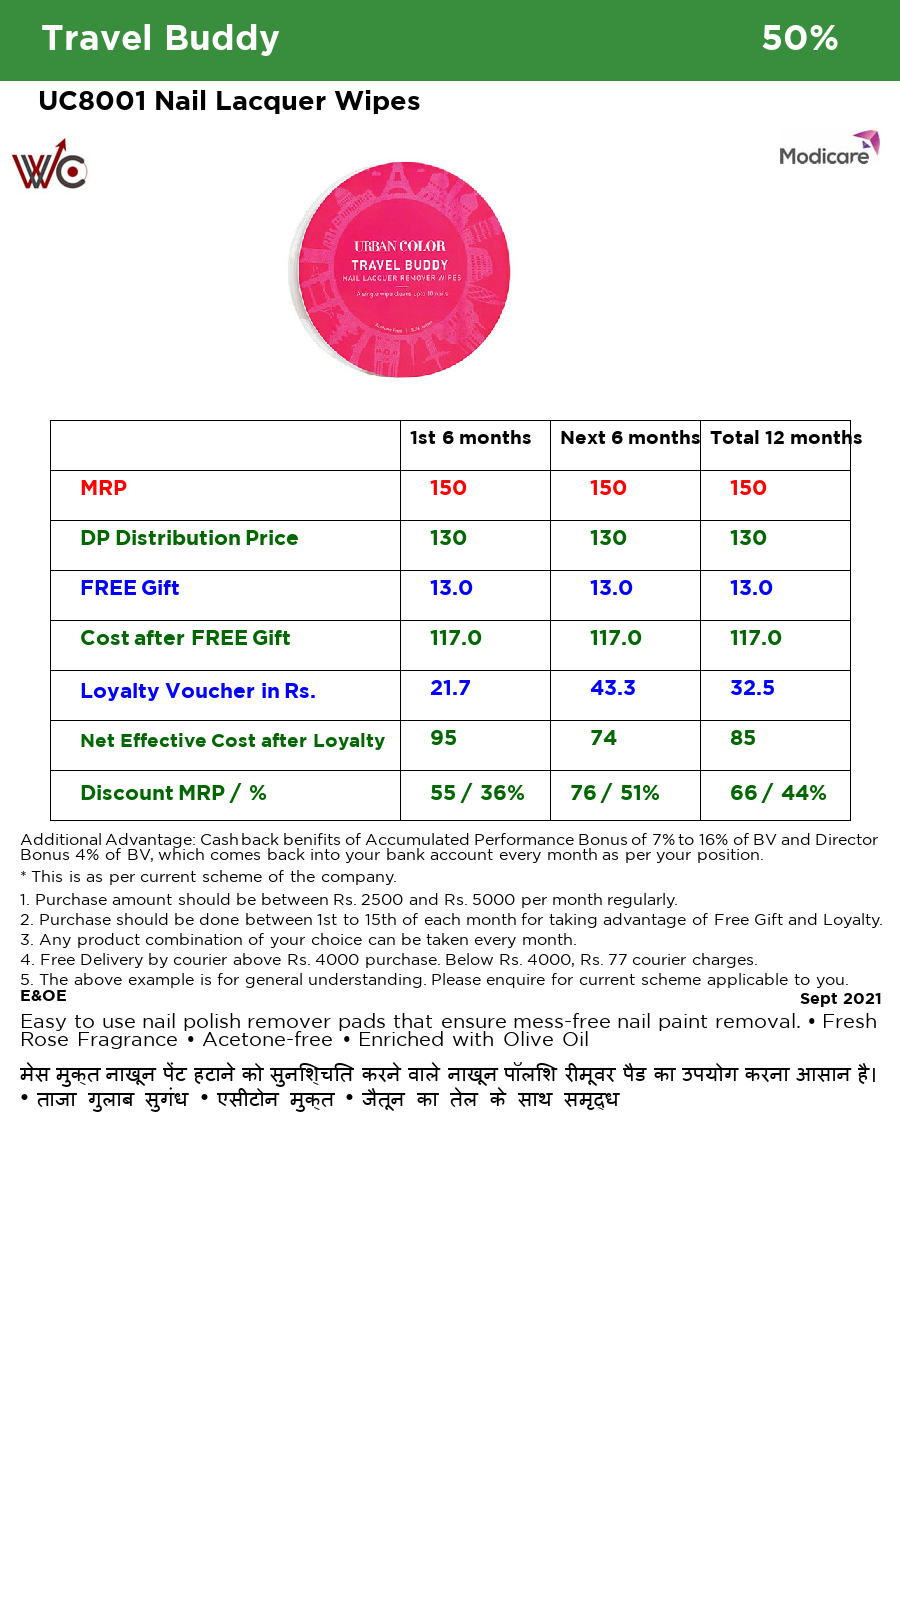 Travel Buddy 50%
UC8001 Nail Lacquer Wipes
WC
Modicare
URBAN COLOR
TRAVEL BUDDY
NAIL LACQUER REMOVER WIPES
A single wipe cleans upto 10 nails
1st 6 months Next 6 months Total 12 months
MRP 150 150 150
DP Distribution Price 130 130 130
FREE Gift 13.0 13.0 13.0
Cost after FREE Gift 117.0 117.0 117.0
Loyalty Voucher in Rs. 21.7 43.3 32.5
Net Effective Cost after Loyalty 95 74 85
Discount MRP / % 55 / 36% 76 / 51% 66 / 44%
Additional Advantage: Cash back benifits of Accumulated Performance Bonus of 7% to 16% of BV and Director
Bonus 4% of BV, which comes back into your bank account every month as per your position.
* This is as per current scheme of the company.
1. Purchase amount should be between Rs. 2500 and Rs. 5000 per month regularly.
2. Purchase should be done between 1st to 15th of each month for taking advantage of Free Gift and Loyalty.
3. Any product combination of your choice can be taken every month.
4. Free Delivery by courier above Rs. 4000 purchase. Below Rs. 4000, Rs. 77 courier charges.
5. The above example is for general understanding. Please enquire for current scheme applicable to you.
E&OE Sept 2021
Easy to use nail polish remover pads that ensure mess-free nail paint removal. • Fresh
Rose Fragrance • Acetone-free • Enriched with Olive Oil
मेस मुक्त नाखून पेंट हटाने को सुनिश्चित करने वाले नाखून पॉलिश रीमूवर पैड का उपयोग करना आसान है।
• ताजा गुलाब सुगंध • एसीटोन मुक्त • जैतून का तेल के साथ समृद्ध